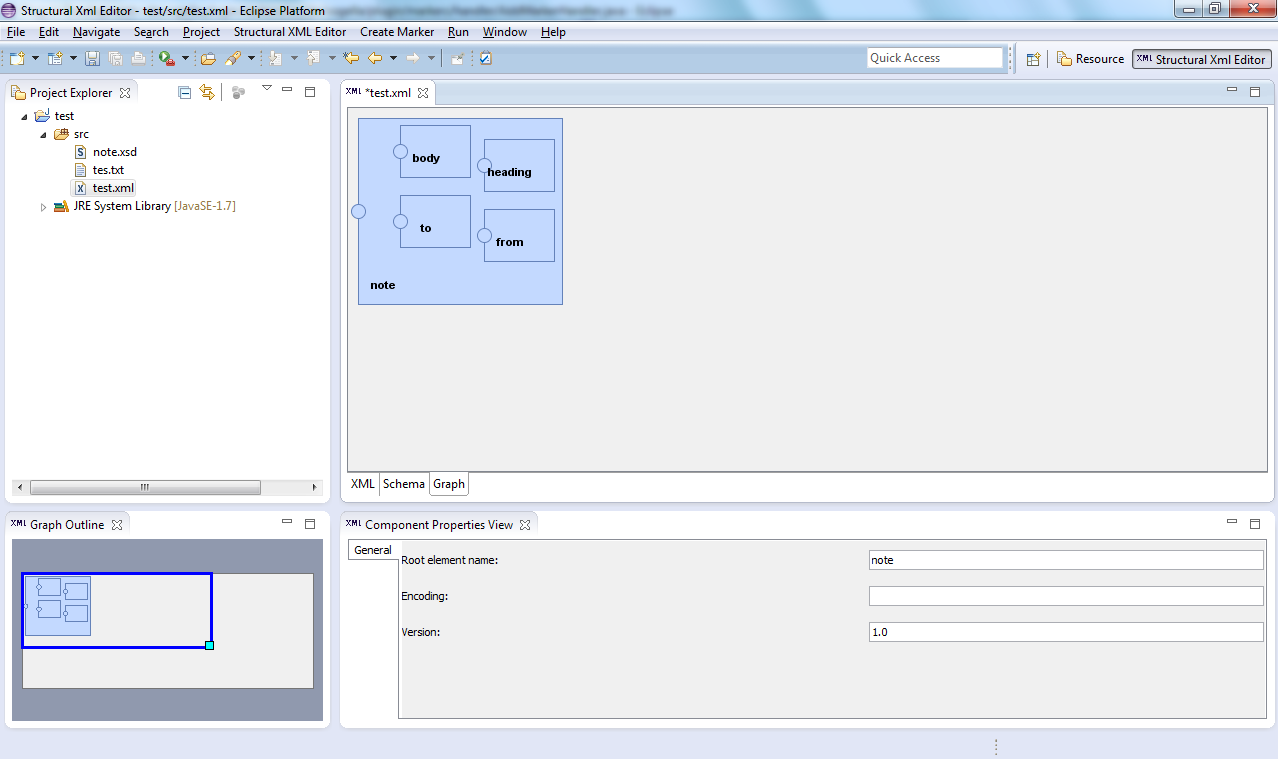 Structural Xml Editor - test/src/test.xml - Eclipse Platform
File Edit Navigate Search Project Structural XML Editor Create Marker Run Window Help
Quick Access
Resource
XML Structural Xml Editor
Project Explorer
test
src
note.xsd
tes.txt
test.xml
JRE System Library [JavaSE-1.7]
XML *test.xml
body
heading
to
from
note
XML Schema Graph
XML Graph Outline
XML Component Properties View
General
Root element name:
note
Encoding:
Version:
1.0